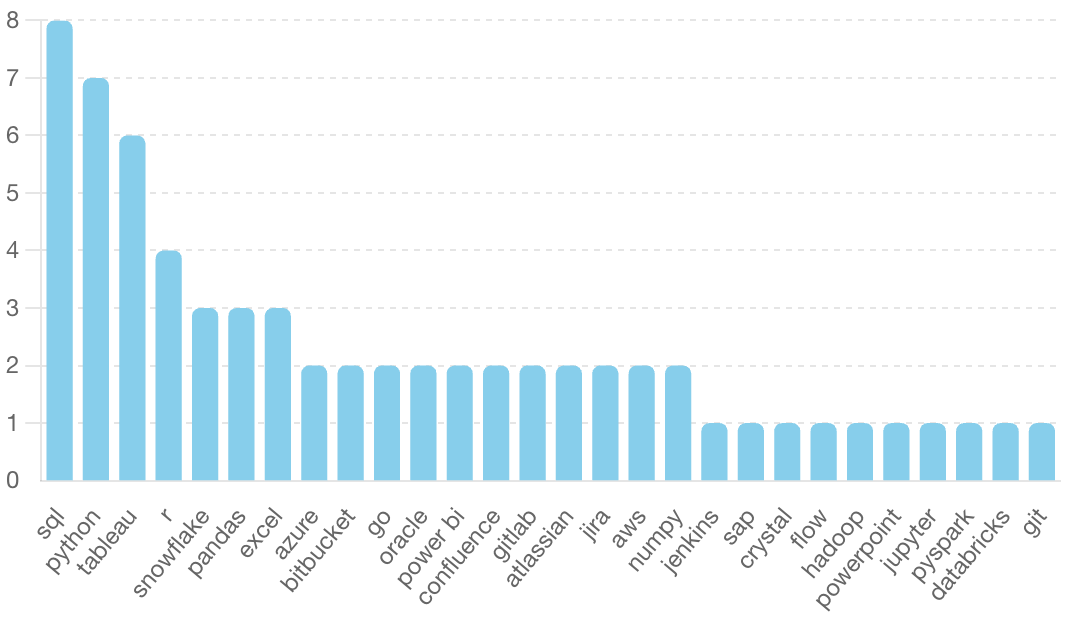 8
7
6
5
4
3
2
1
0
sql
python
tableau
r
snowflake
pandas
excel
azure
bitbucket
go
oracle
power bi
confluence
gitlab
atlassian
jira
aws
numpy
jenkins
sap
crystal
flow
hadoop
powerpoint
jupyter
pyspark
databricks
git